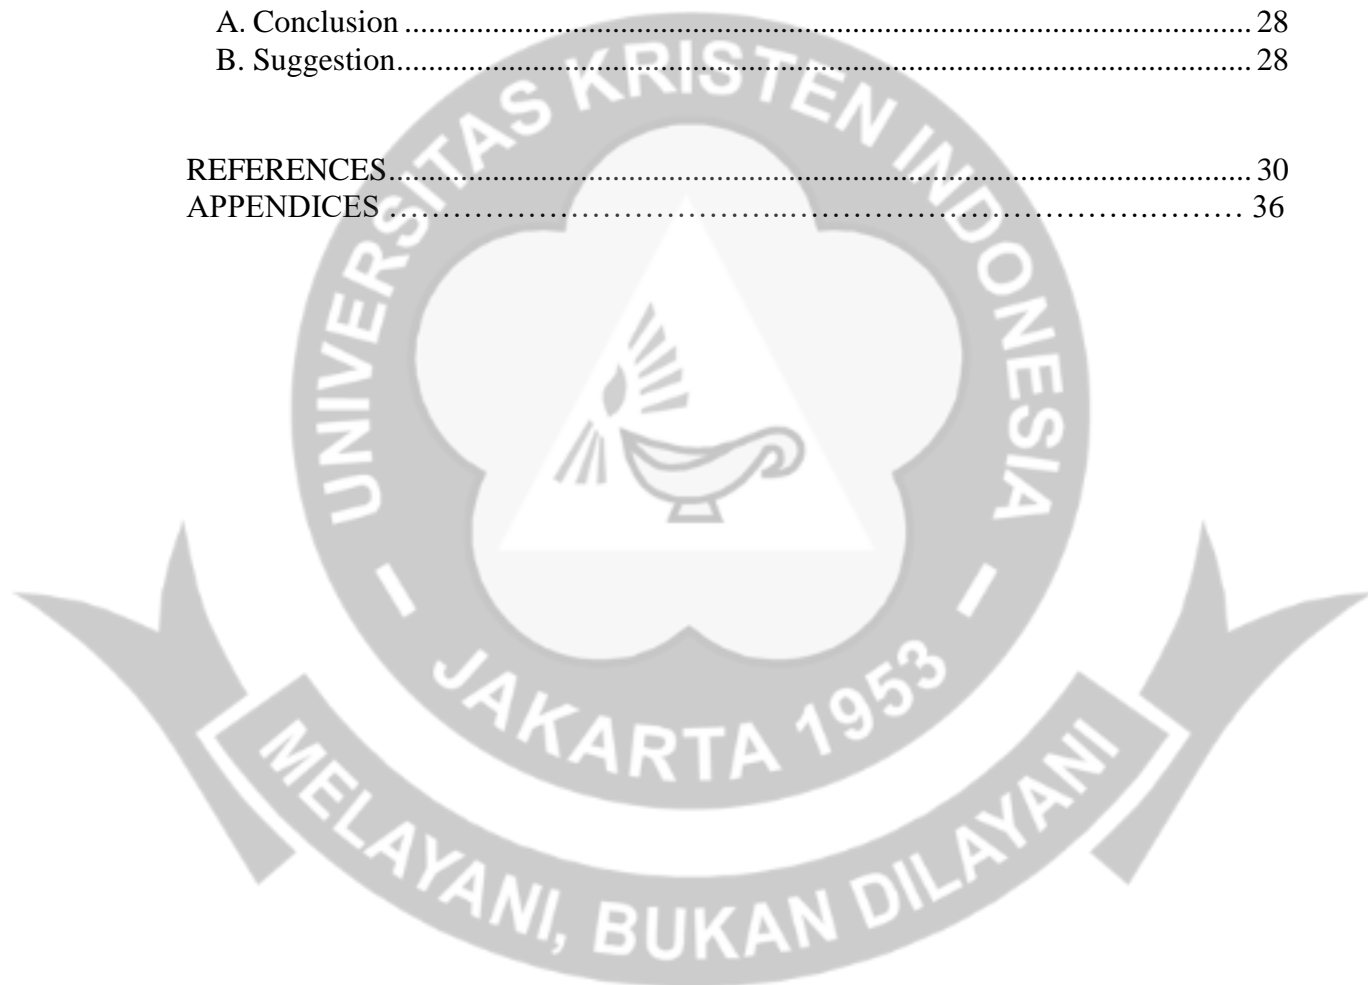 A. Conclusion ........................................................................................................ 28
B. Suggestion......................................................................................................... 28
REFERENCES.......................................................................................................... 30
APPENDICES ……………………………...…………………………….……… 36
UNIVERSITAS KRISTEN INDONESIA
JAKARTA 1953
MELAYANI, BUKAN DILAYANI